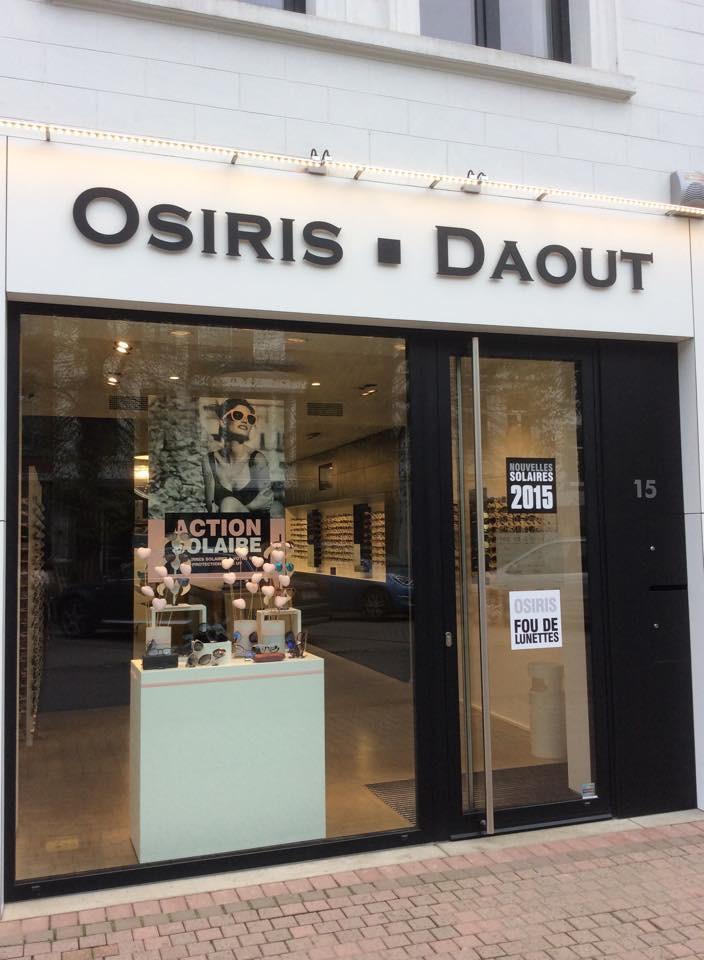 OSIRIS ▪ DAOUT
NOUVELLES
SOLAIRES
2015
15
ACTION
SOLAIRE
OSIRIS
FOU DE
LUNETTES